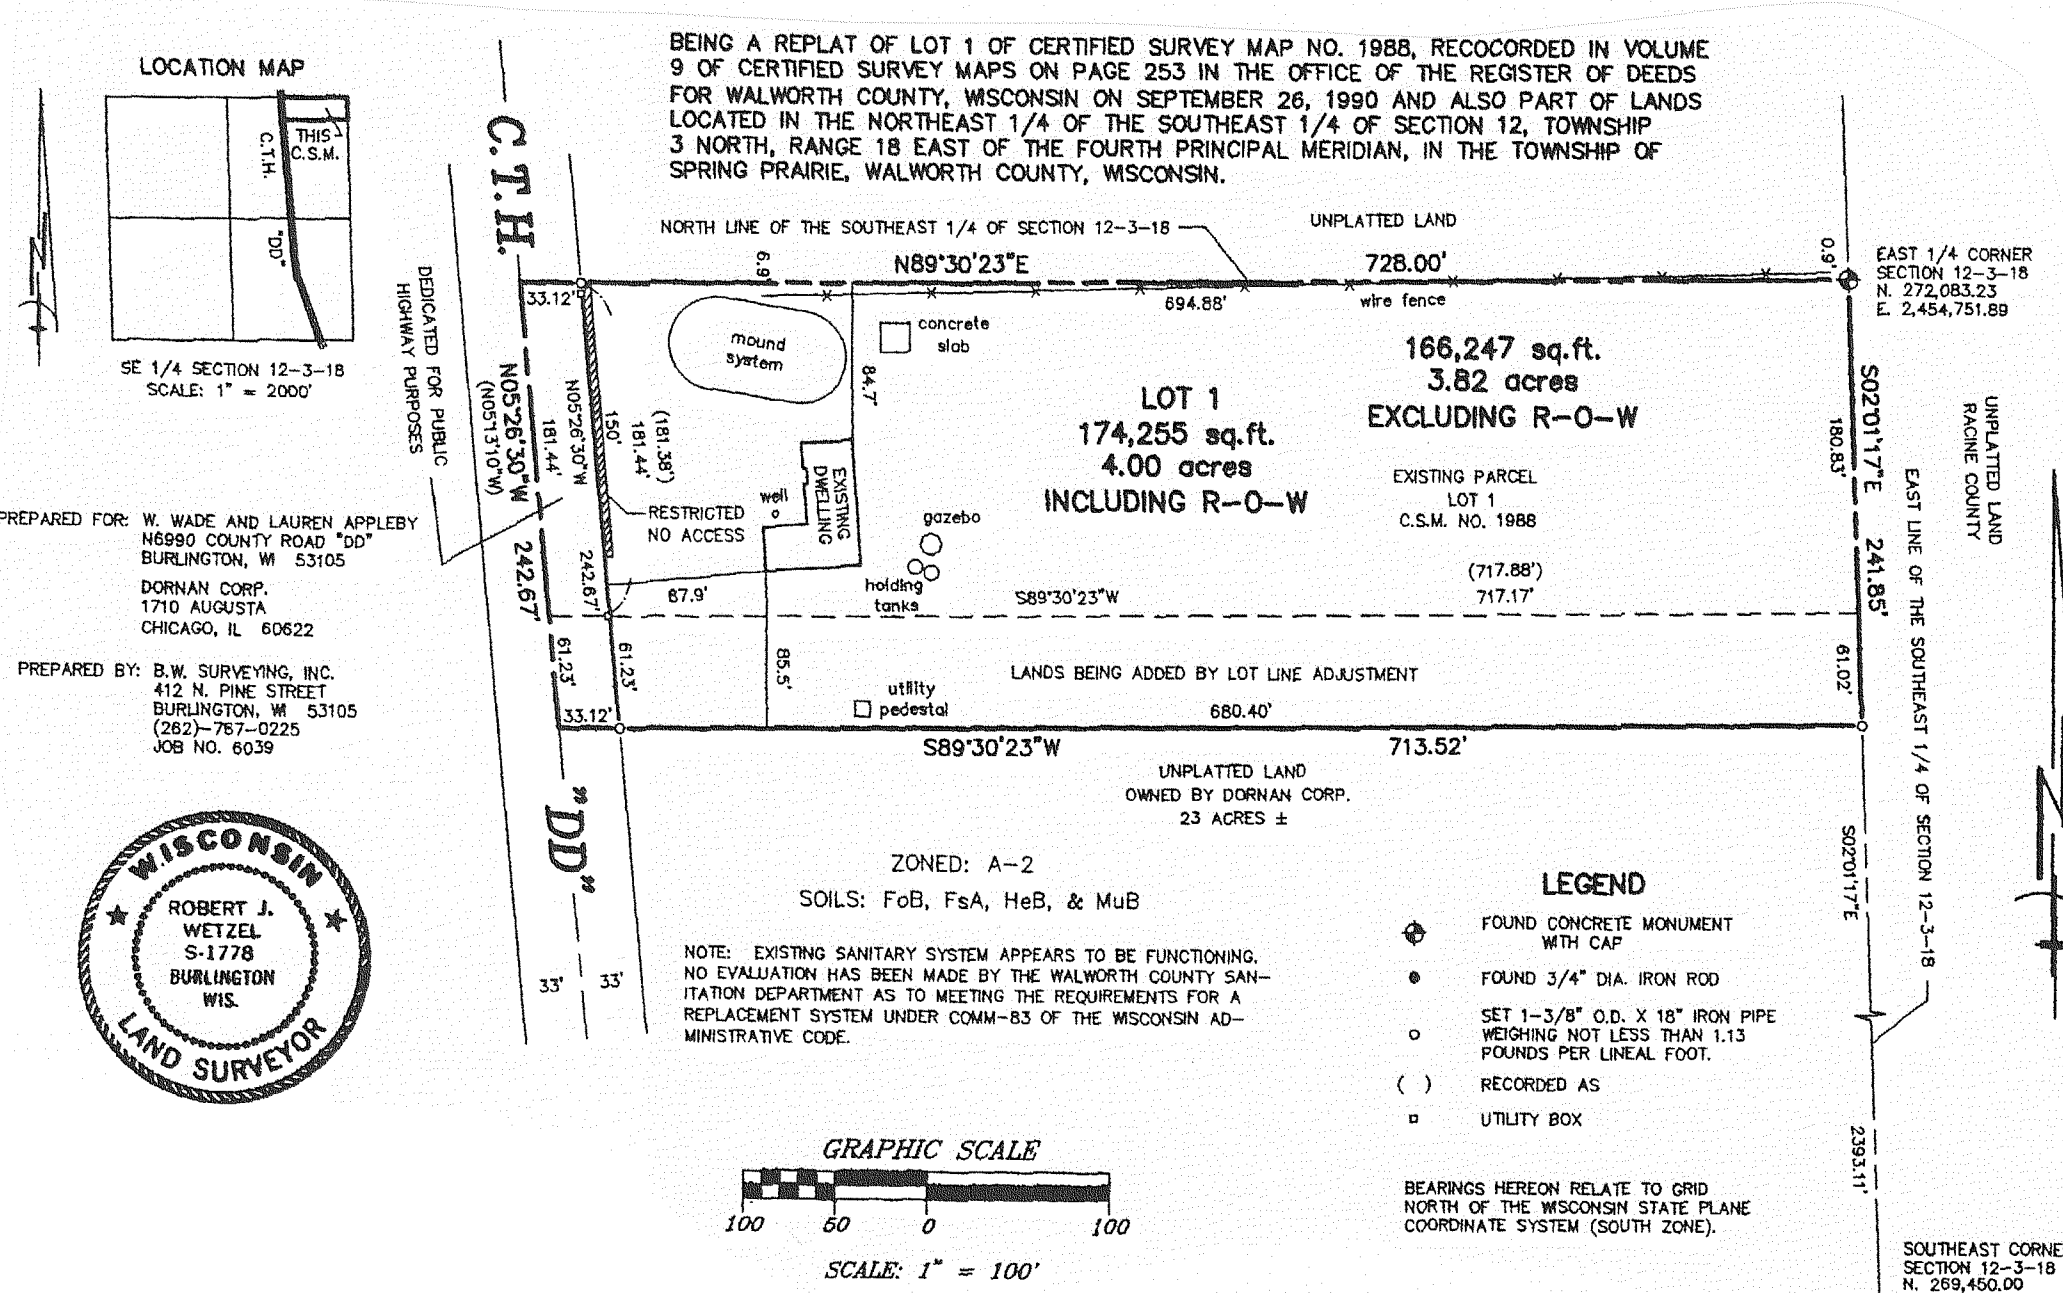 BEING A REPLAT OF LOT 1 OF CERTIFIED SURVEY MAP NO. 1988, RECOCORDED IN VOLUME
9 OF CERTIFIED SURVEY MAPS ON PAGE 253 IN THE OFFICE OF THE REGISTER OF DEEDS
FOR WALWORTH COUNTY, WISCONSIN ON SEPTEMBER 26, 1990 AND ALSO PART OF LANDS
LOCATED IN THE NORTHEAST 1/4 OF THE SOUTHEAST 1/4 OF SECTION 12, TOWNSHIP
3 NORTH, RANGE 18 EAST OF THE FOURTH PRINCIPAL MERIDIAN, IN THE TOWNSHIP OF
SPRING PRAIRIE, WALWORTH COUNTY, WISCONSIN.
LOCATION MAP
THIS
C.S.M.
C.T.H.
"DD"
SE 1/4 SECTION 12-3-18
SCALE: 1" = 2000'
N
C.T.H.
DEDICATED FOR PUBLIC
HIGHWAY PURPOSES
NORTH LINE OF THE SOUTHEAST 1/4 OF SECTION 12-3-18
UNPLATTED LAND
N89°30'23"E
728.00'
6.9'
0.9'
33.12'
694.88'
wire fence
EAST 1/4 CORNER
SECTION 12-3-18
N. 272,083.23
E. 2,454,751.89
mound
system
concrete
slab
84.7'
166,247 sq.ft.
3.82 acres
EXCLUDING R-O-W
LOT 1
174,255 sq.ft.
4.00 acres
INCLUDING R-O-W
EXISTING PARCEL
LOT 1
C.S.M. NO. 1988
N05°26'30"W
(N05°13'10"W)
242.67'
181.44'
N05°26'30"W
242.67'
150'
181.44'
(181.38')
RESTRICTED
NO ACCESS
well
EXISTING
DWELLING
gazebo
holding
tanks
87.9'
S89°30'23"W
(717.88')
717.17'
S02°01'17"E
241.85'
180.83'
61.02'
UNPLATTED LAND
RACINE COUNTY
EAST LINE OF THE SOUTHEAST 1/4 OF SECTION 12-3-18
61.23'
61.23'
85.5'
LANDS BEING ADDED BY LOT LINE ADJUSTMENT
utility
pedestal
33.12'
680.40'
S89°30'23"W
713.52'
UNPLATTED LAND
OWNED BY DORNAN CORP.
23 ACRES ±
PREPARED FOR: W. WADE AND LAUREN APPLEBY
N6990 COUNTY ROAD "DD"
BURLINGTON, WI 53105
DORNAN CORP.
1710 AUGUSTA
CHICAGO, IL 60622
PREPARED BY: B.W. SURVEYING, INC.
412 N. PINE STREET
BURLINGTON, WI 53105
(262)-767-0225
JOB NO. 6039
WISCONSIN
ROBERT J.
WETZEL
S-1778
BURLINGTON
WIS.
LAND SURVEYOR
"DD"
33'
33'
ZONED: A-2
SOILS: FoB, FsA, HeB, & MuB
NOTE: EXISTING SANITARY SYSTEM APPEARS TO BE FUNCTIONING.
NO EVALUATION HAS BEEN MADE BY THE WALWORTH COUNTY SAN-
ITATION DEPARTMENT AS TO MEETING THE REQUIREMENTS FOR A
REPLACEMENT SYSTEM UNDER COMM-83 OF THE WISCONSIN AD-
MINISTRATIVE CODE.
LEGEND
FOUND CONCRETE MONUMENT
WITH CAP
FOUND 3/4" DIA. IRON ROD
SET 1-3/8" O.D. X 18" IRON PIPE
WEIGHING NOT LESS THAN 1.13
POUNDS PER LINEAL FOOT.
( ) RECORDED AS
UTILITY BOX
S02°01'17"E
2393.11'
N
GRAPHIC SCALE
100 50 0 100
SCALE: 1" = 100'
BEARINGS HEREON RELATE TO GRID
NORTH OF THE WISCONSIN STATE PLANE
COORDINATE SYSTEM (SOUTH ZONE).
SOUTHEAST CORNE
SECTION 12-3-18
N. 269,450.00